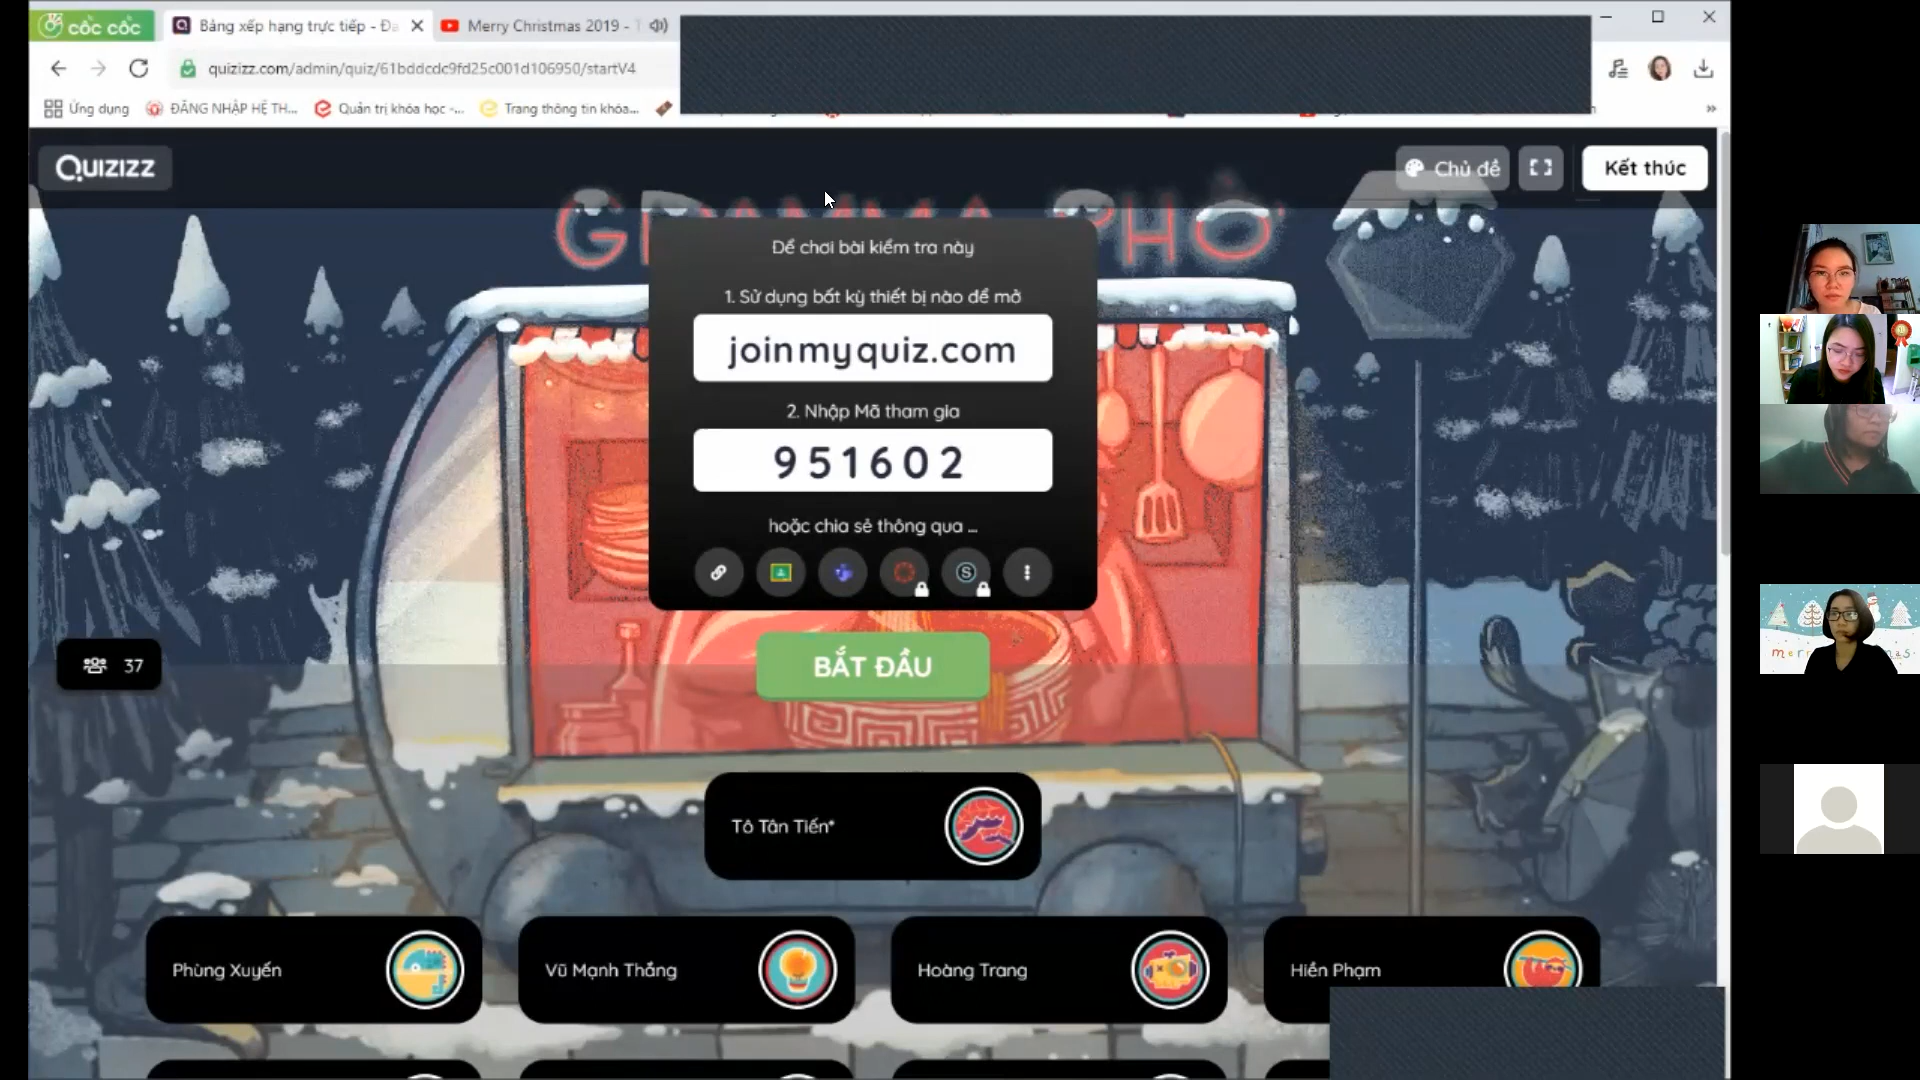 cốc cốc
Bảng xếp hạng trực tiếp - Đa
Merry Christmas 2019 - T
quizizz.com/admin/quiz/61bddcdc9fd25c001d106950/startV4
Ứng dụng
ĐĂNG NHẬP HỆ TH...
Quản trị khóa học -...
Trang thông tin khóa...
QUIZIZZ
Chủ đề
Kết thúc
GRAMMA PHỞ
Để chơi bài kiểm tra này
1. Sử dụng bất kỳ thiết bị nào để mở
joinmyquiz.com
2. Nhập Mã tham gia
951602
hoặc chia sẻ thông qua ...
37
BẮT ĐẦU
Tô Tân Tiến*
Phùng Xuyến
Vũ Mạnh Thắng
Hoàng Trang
Hiền Phạm